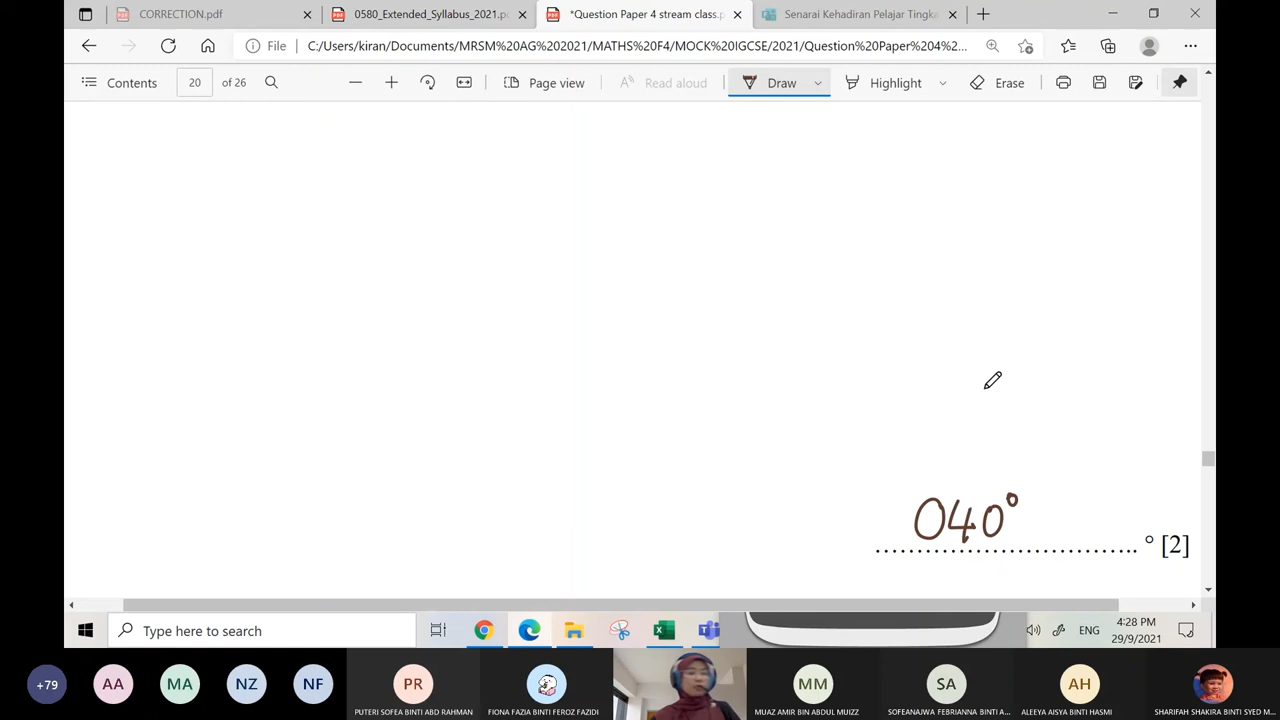 CORRECTION.pdf
0580_Extended_Syllabus_2021.p
*Question Paper 4 stream class.p
Senarai Kehadiran Pelajar Tingka
File
C:/Users/kiran/Documents/MRSM%20AG%202021/MATHS%20F4/MOCK%20IGCSE/2021/Question%20Paper%204%2...
Contents
20 of 26
Page view
Read aloud
Draw
Highlight
Erase
040°
.............................. ° [2]
Type here to search
ENG
4:28 PM
29/9/2021
+79
AA
MA
NZ
NF
PR
PUTERI SOFEA BINTI ABD RAHMAN
FIONA FAZIA BINTI FEROZ FAZIDI
MM
MUAZ AMIR BIN ABDUL MUIZZ
SA
SOFEANAJWA FEBRIANNA BINTI A...
AH
ALEEYA AISYA BINTI HASMI
SHARIFAH SHAKIRA BINTI SYED M...